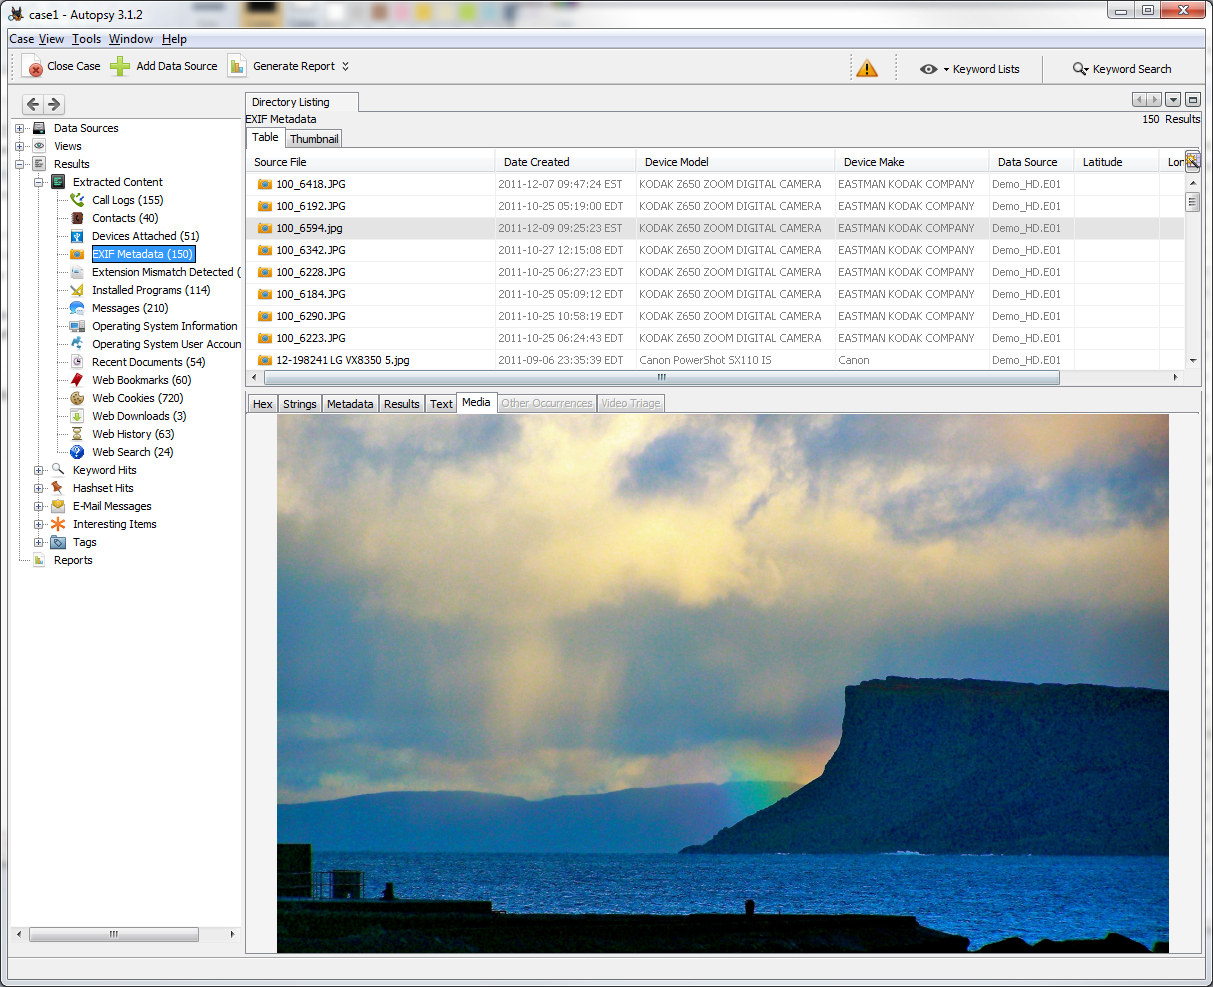 case1 - Autopsy 3.1.2
Case View Tools Window Help
Close Case Add Data Source Generate Report Keyword Lists Keyword Search
Data Sources
Views
Results
Extracted Content
Call Logs (155)
Contacts (40)
Devices Attached (51)
EXIF Metadata (150)
Extension Mismatch Detected (
Installed Programs (114)
Messages (210)
Operating System Information
Operating System User Accoun
Recent Documents (54)
Web Bookmarks (60)
Web Cookies (720)
Web Downloads (3)
Web History (63)
Web Search (24)
Keyword Hits
Hashset Hits
E-Mail Messages
Interesting Items
Tags
Reports
Directory Listing
EXIF Metadata 150 Results
Table Thumbnail
Source File Date Created Device Model Device Make Data Source Latitude Lon
100_6418.JPG 2011-12-07 09:47:24 EST KODAK Z650 ZOOM DIGITAL CAMERA EASTMAN KODAK COMPANY Demo_HD.E01
100_6192.JPG 2011-10-25 05:19:00 EDT KODAK Z650 ZOOM DIGITAL CAMERA EASTMAN KODAK COMPANY Demo_HD.E01
100_6594.jpg 2011-12-09 09:25:23 EST KODAK Z650 ZOOM DIGITAL CAMERA EASTMAN KODAK COMPANY Demo_HD.E01
100_6342.JPG 2011-10-27 12:15:08 EDT KODAK Z650 ZOOM DIGITAL CAMERA EASTMAN KODAK COMPANY Demo_HD.E01
100_6228.JPG 2011-10-25 06:27:23 EDT KODAK Z650 ZOOM DIGITAL CAMERA EASTMAN KODAK COMPANY Demo_HD.E01
100_6184.JPG 2011-10-25 05:09:12 EDT KODAK Z650 ZOOM DIGITAL CAMERA EASTMAN KODAK COMPANY Demo_HD.E01
100_6290.JPG 2011-10-25 10:58:19 EDT KODAK Z650 ZOOM DIGITAL CAMERA EASTMAN KODAK COMPANY Demo_HD.E01
100_6223.JPG 2011-10-25 06:24:43 EDT KODAK Z650 ZOOM DIGITAL CAMERA EASTMAN KODAK COMPANY Demo_HD.E01
12-198241 LG VX8350 5.jpg 2011-09-06 23:35:39 EDT Canon PowerShot SX110 IS Canon Demo_HD.E01
Hex Strings Metadata Results Text Media Other Occurrences Video Triage